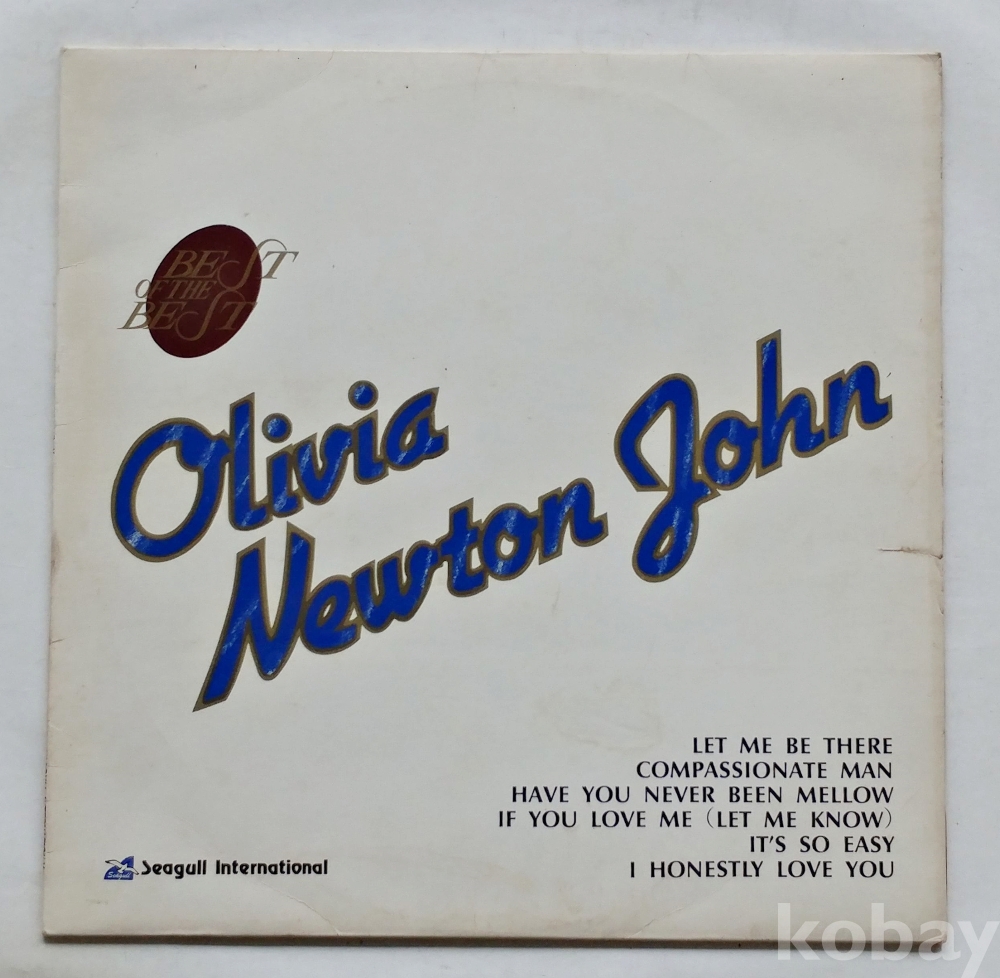 BEST
OF THE
BEST
Olivia
Newton John
LET ME BE THERE
COMPASSIONATE MAN
HAVE YOU NEVER BEEN MELLOW
IF YOU LOVE ME (LET ME KNOW)
IT'S SO EASY
I HONESTLY LOVE YOU
Seagull
Seagull International
kobay